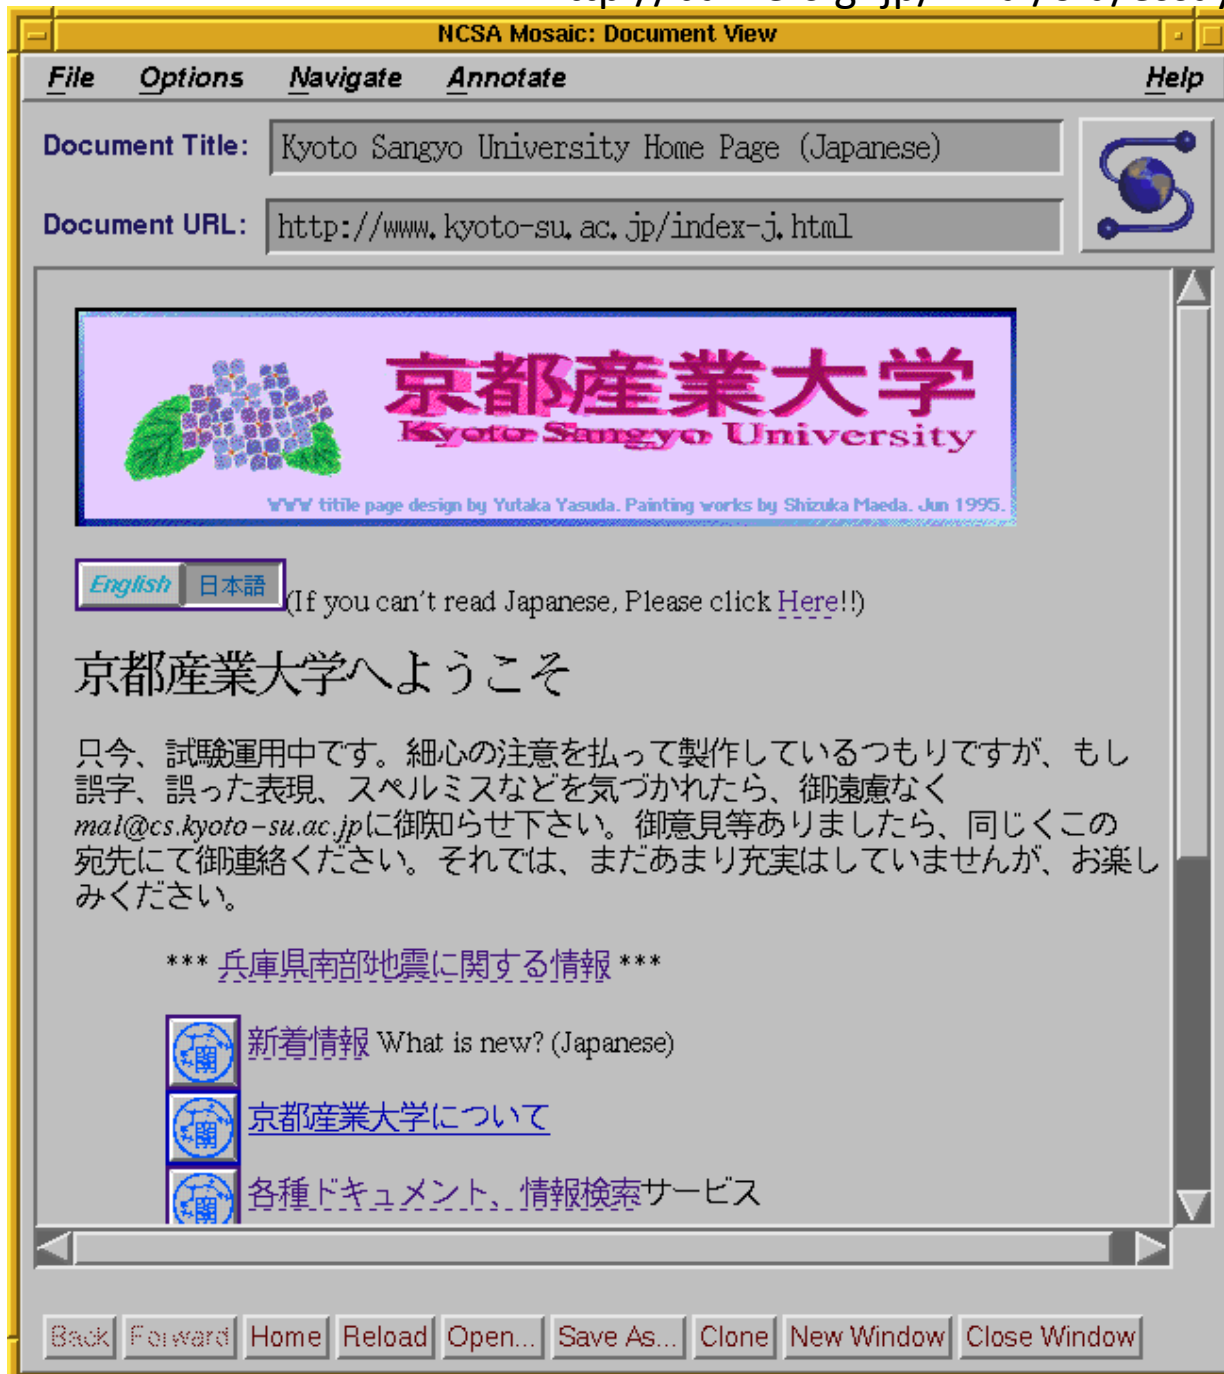 NCSA Mosaic: Document View
File Options Navigate Annotate Help
Document Title: Kyoto Sangyo University Home Page (Japanese)
Document URL: http://www.kyoto-su.ac.jp/index-j.html
京都産業大学
Kyoto Sangyo University
WWW titile page design by Yutaka Yasuda. Painting works by Shizuka Maeda. Jun 1995.
English 日本語 (If you can't read Japanese, Please click Here!!)
京都産業大学へようこそ
只今、試験運用中です。細心の注意を払って製作しているつもりですが、もし
誤字、誤った表現、スペルミスなどを気づかれたら、御遠慮なく
mal@cs.kyoto-su.ac.jpに御知らせ下さい。御意見等ありましたら、同じくこの
宛先にて御連絡ください。それでは、まだあまり充実はしていませんが、お楽し
みください。
*** 兵庫県南部地震に関する情報 ***
新着情報 What is new? (Japanese)
京都産業大学について
各種ドキュメント、情報検索サービス
Back Forward Home Reload Open... Save As... Clone New Window Close Window